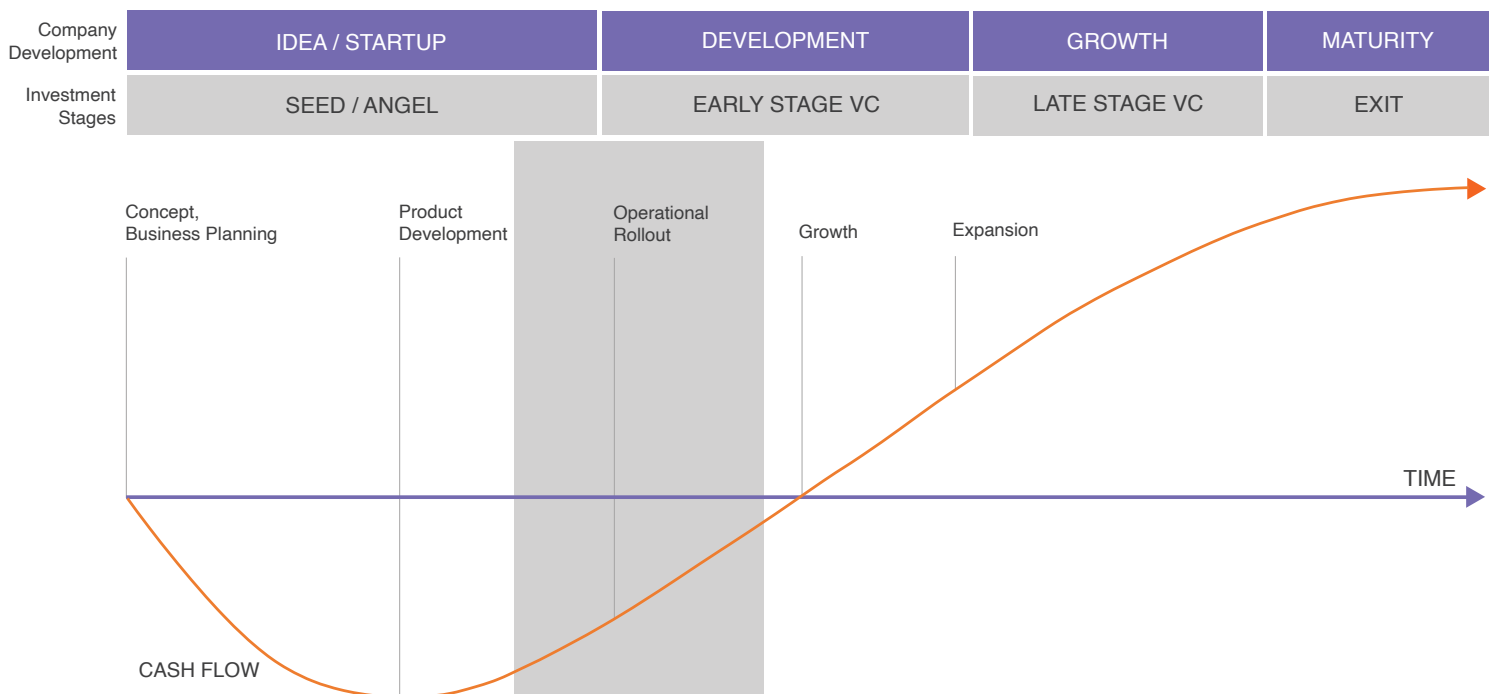 Company
Development
IDEA / STARTUP
DEVELOPMENT
GROWTH
MATURITY
Investment
Stages
SEED / ANGEL
EARLY STAGE VC
LATE STAGE VC
EXIT
Concept,
Business Planning
Product
Development
Operational
Rollout
Growth
Expansion
TIME
CASH FLOW